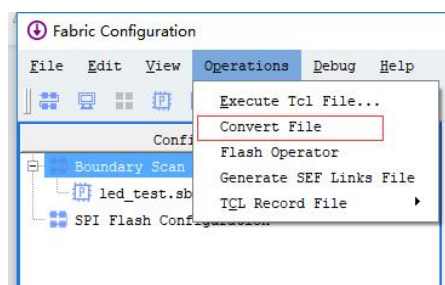 Fabric Configuration
File Edit View Operations Debug Help
Execute Tcl File...
Convert File
Flash Operator
Generate SEF Links File
TCL Record File
Confi
Boundary Scan
led_test.sb
SPI Flash Configuration